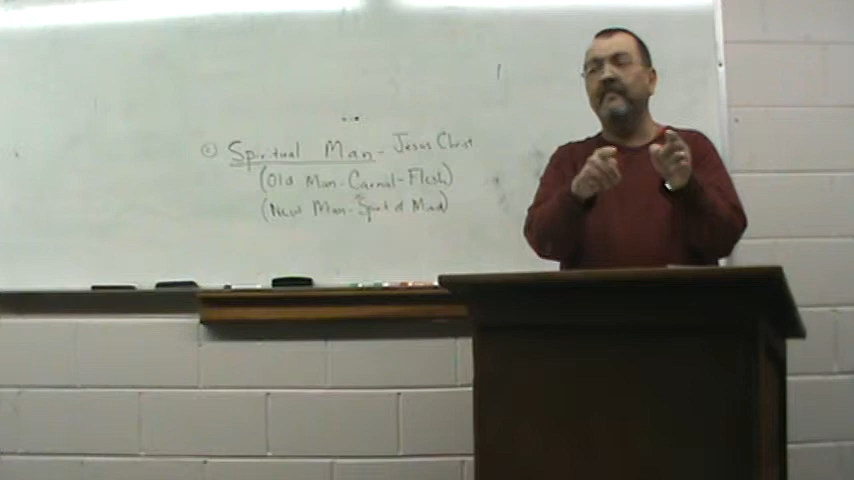 Spiritual Man - Jesus Christ
(Old Man - Carnal - Flesh)
(New Man - Spirit of Mind)